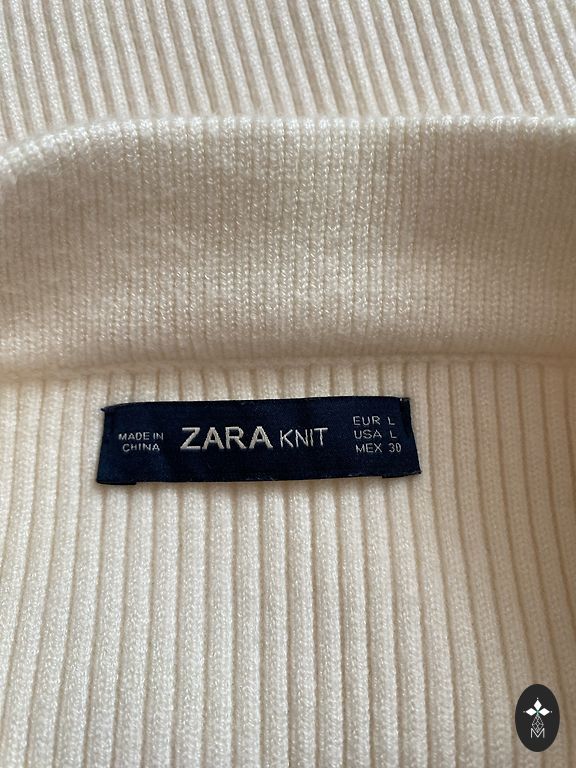 MADE IN
CHINA
ZARA KNIT
EUR L
USA L
MEX 30
M